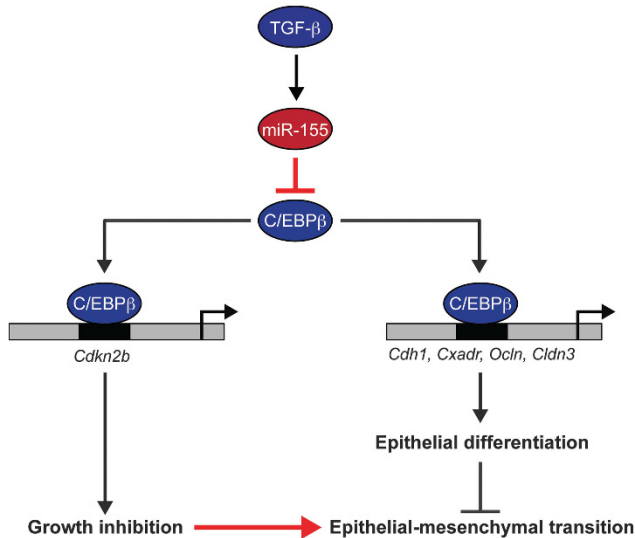 TGF-β
miR-155
C/EBPβ
C/EBPβ
C/EBPβ
Cdkn2b
Cdh1, Cxadr, Ocln, Cldn3
Epithelial differentiation
Growth inhibition
Epithelial-mesenchymal transition